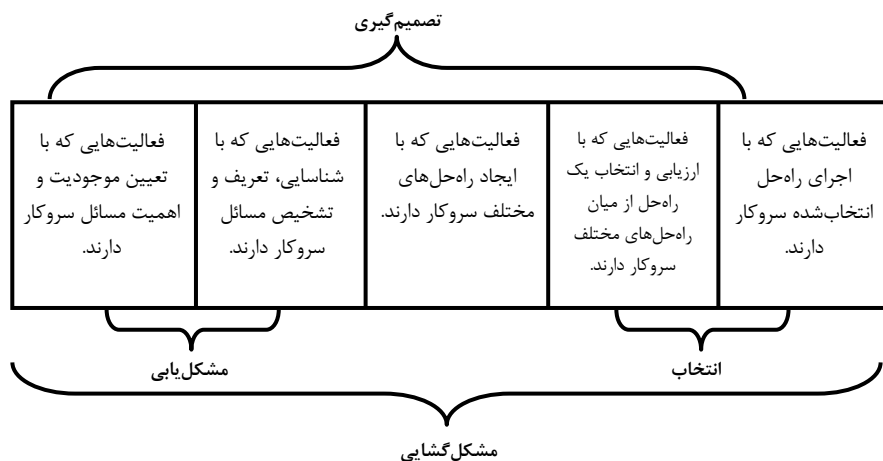 تصمیم‌گیری
فعالیت‌هایی که با
اجرای راه‌حل
انتخاب‌شده سروکار
دارند.
فعالیت‌هایی که با
ارزیابی و انتخاب یک
راه‌حل از میان
راه‌حل‌های مختلف
سروکار دارند.
فعالیت‌هایی که با
ایجاد راه‌حل‌های
مختلف سروکار دارند.
فعالیت‌هایی که با
شناسایی، تعریف و
تشخیص مسائل
سروکار دارند.
فعالیت‌هایی که با
تعیین موجودیت و
اهمیت مسائل سروکار
دارند.
انتخاب
مشکل‌یابی
مشکل‌گشایی